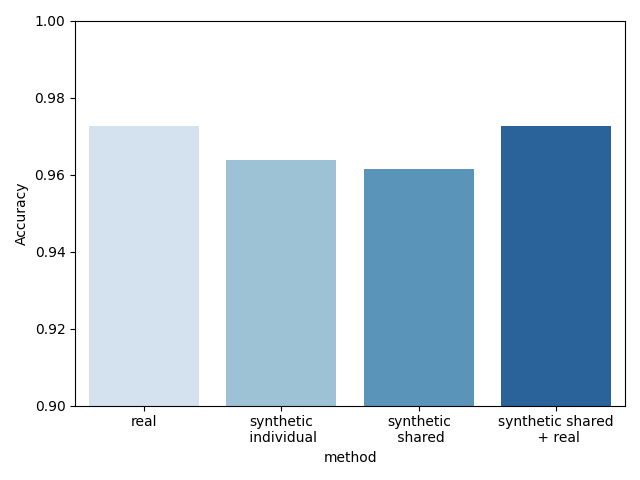 1.00
0.98
0.96
0.94
0.92
0.90
Accuracy
real
synthetic
individual
synthetic
shared
synthetic shared
+ real
method